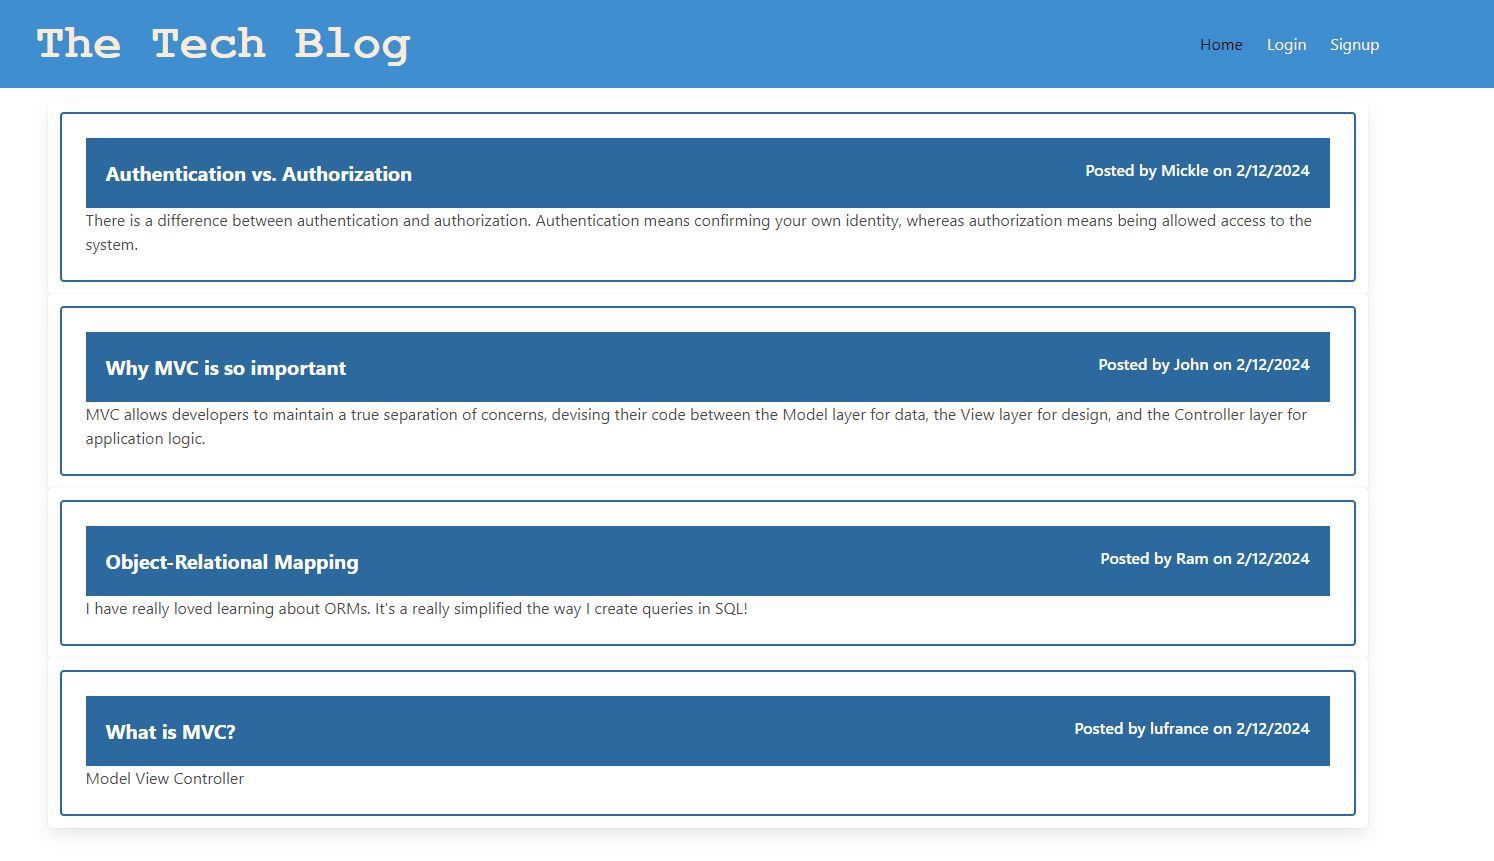 The Tech Blog
Home Login Signup
Authentication vs. Authorization
Posted by Mickle on 2/12/2024
There is a difference between authentication and authorization. Authentication means confirming your own identity, whereas authorization means being allowed access to the
system.
Why MVC is so important
Posted by John on 2/12/2024
MVC allows developers to maintain a true separation of concerns, devising their code between the Model layer for data, the View layer for design, and the Controller layer for
application logic.
Object-Relational Mapping
Posted by Ram on 2/12/2024
I have really loved learning about ORMs. It's a really simplified the way I create queries in SQL!
What is MVC?
Posted by lufrance on 2/12/2024
Model View Controller